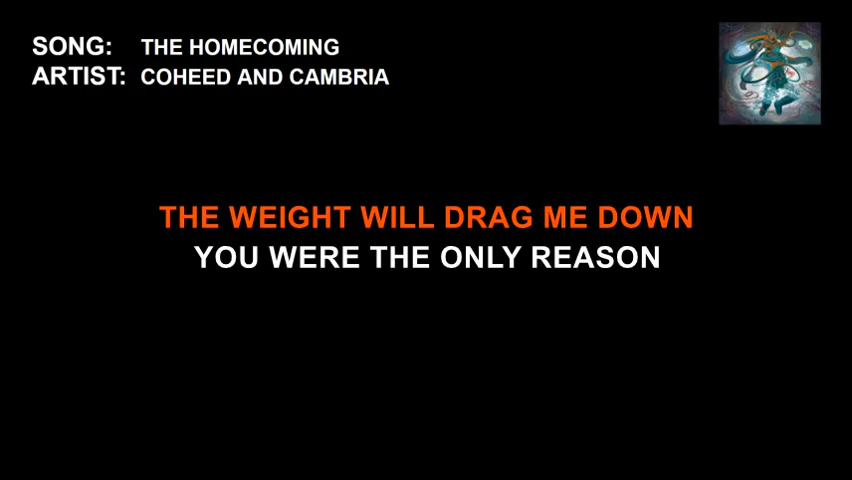 SONG: THE HOMECOMING
ARTIST: COHEED AND CAMBRIA
THE WEIGHT WILL DRAG ME DOWN
YOU WERE THE ONLY REASON